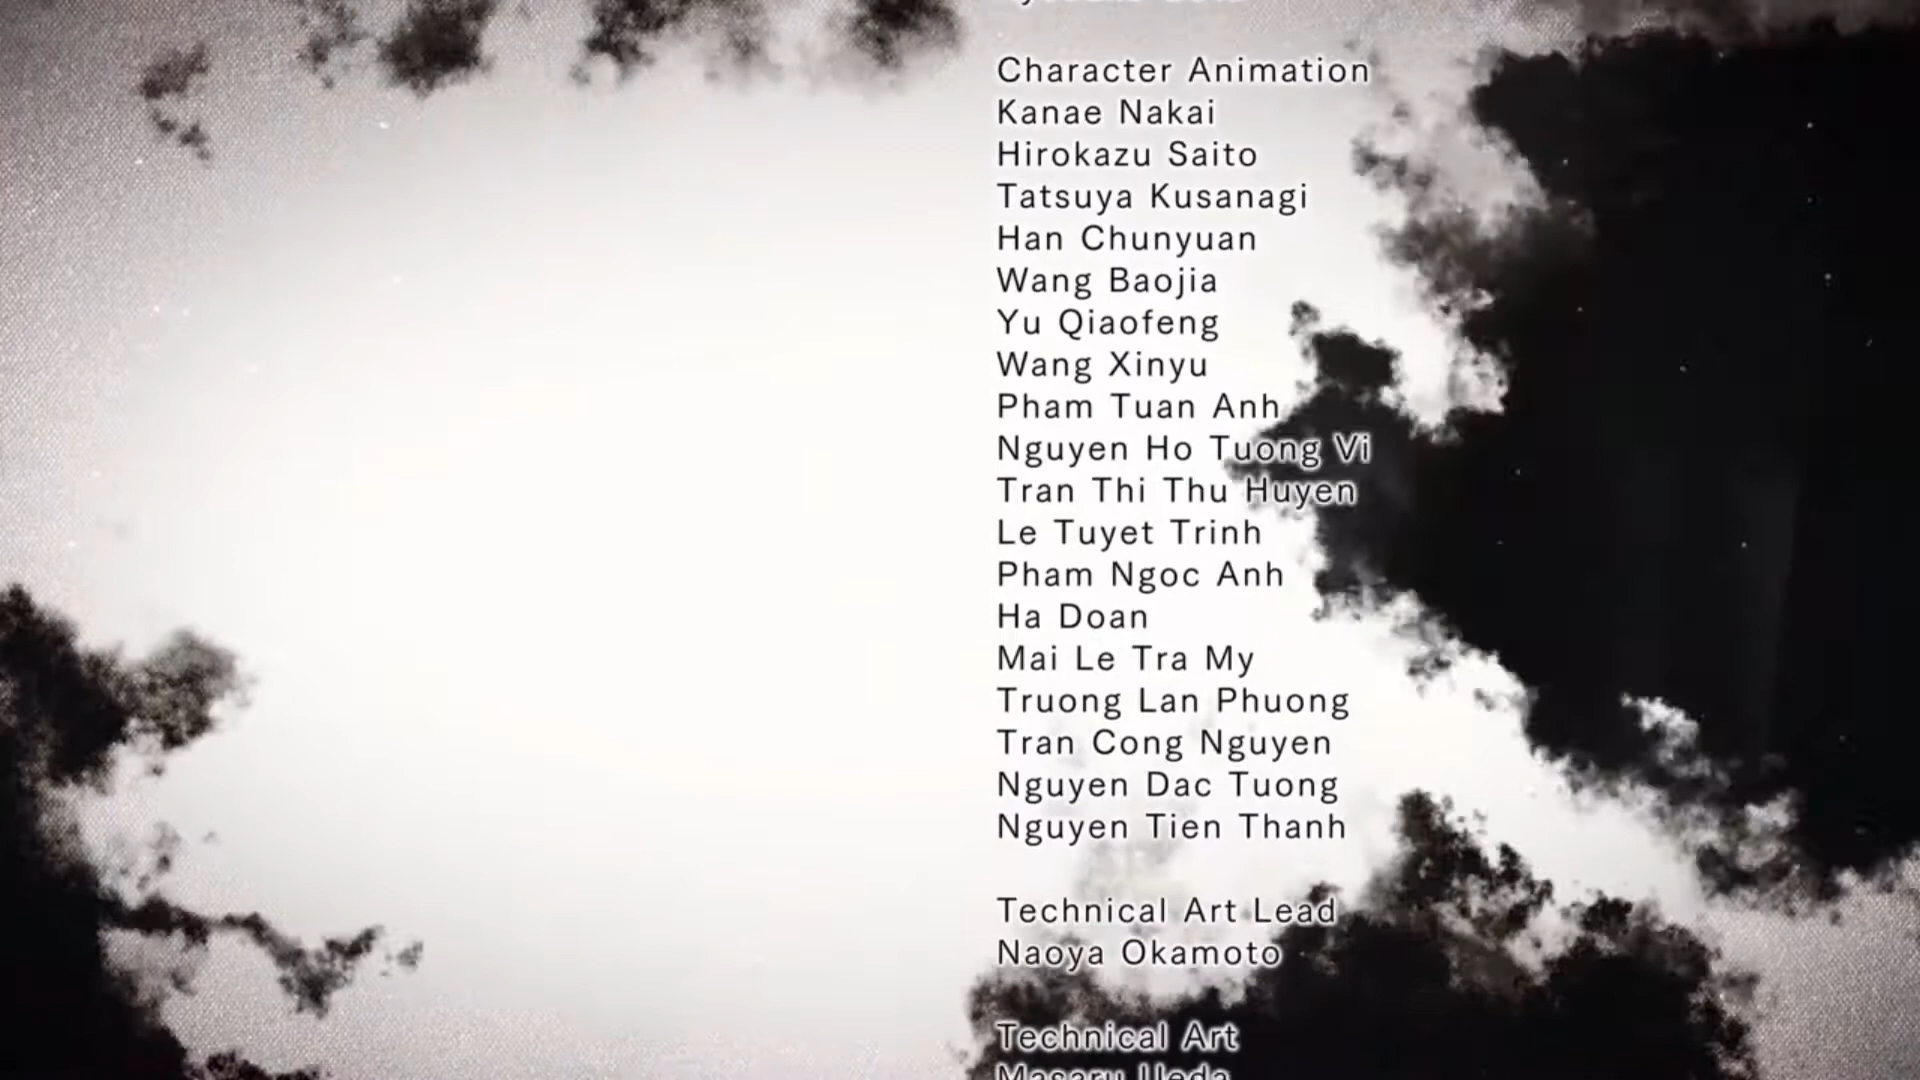 Character Animation
Kanae Nakai
Hirokazu Saito
Tatsuya Kusanagi
Han Chunyuan
Wang Baojia
Yu Qiaofeng
Wang Xinyu
Pham Tuan Anh
Nguyen Ho Tuong Vi
Tran Thi Thu Huyen
Le Tuyet Trinh
Pham Ngoc Anh
Ha Doan
Mai Le Tra My
Truong Lan Phuong
Tran Cong Nguyen
Nguyen Dac Tuong
Nguyen Tien Thanh
Technical Art Lead
Naoya Okamoto
Technical Art
Masaru Ueda